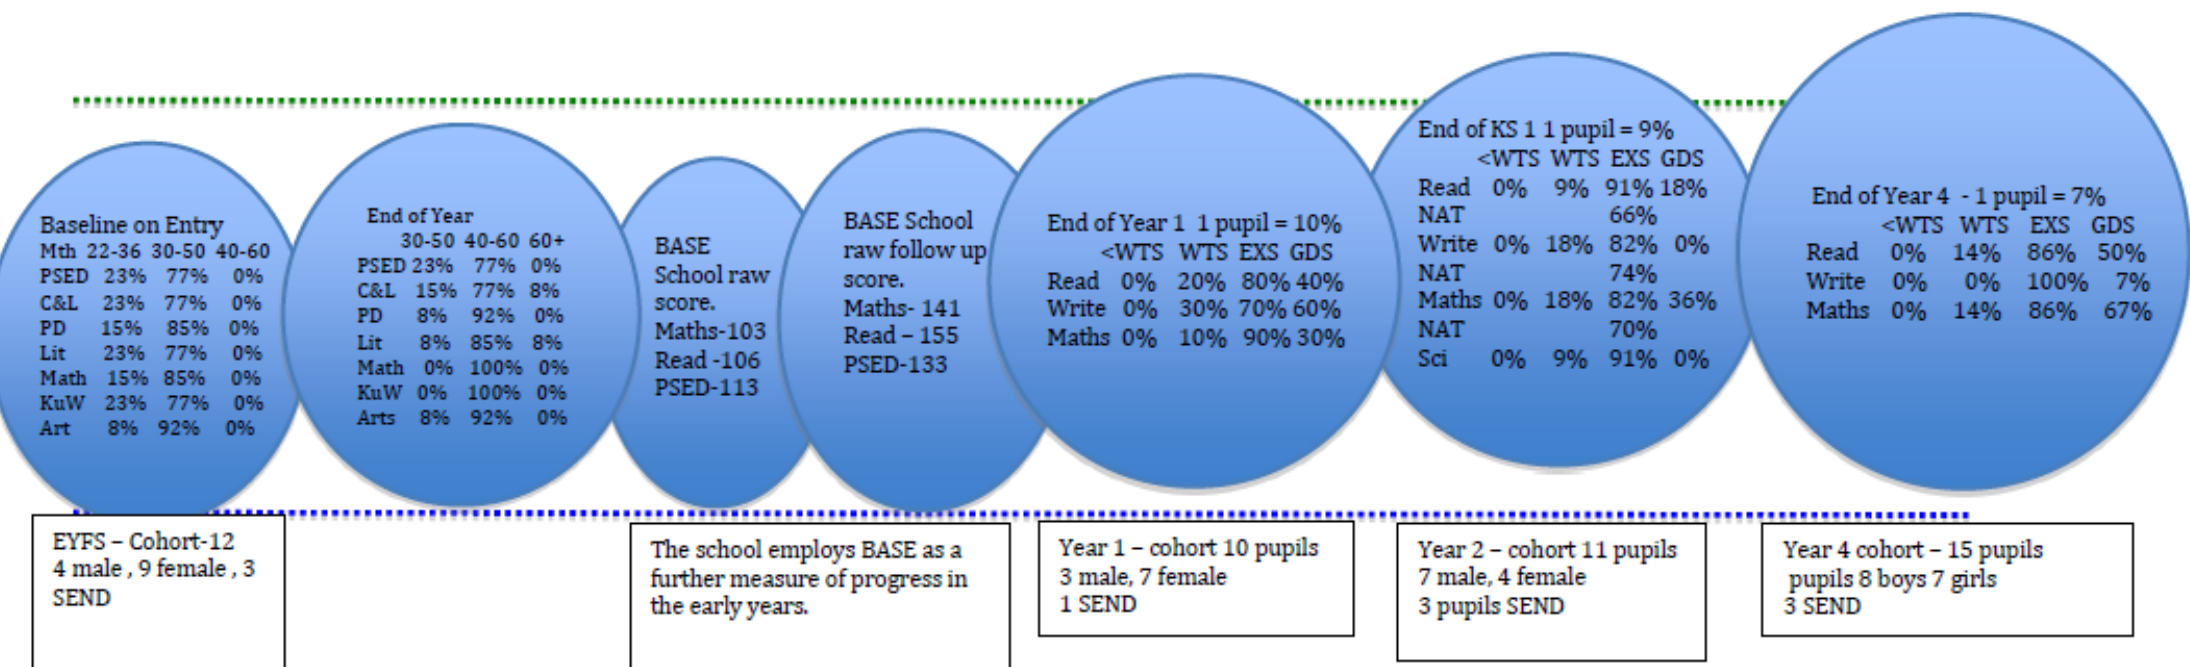 Baseline on Entry
Mth 22-36 30-50 40-60
PSED 23% 77% 0%
C&L 23% 77% 0%
PD 15% 85% 0%
Lit 23% 77% 0%
Math 15% 85% 0%
KuW 23% 77% 0%
Art 8% 92% 0%
End of Year
30-50 40-60 60+
PSED 23% 77% 0%
C&L 15% 77% 8%
PD 8% 92% 0%
Lit 8% 85% 8%
Math 0% 100% 0%
KuW 0% 100% 0%
Arts 8% 92% 0%
BASE
School raw
score.
Maths-103
Read -106
PSED-113
BASE School
raw follow up
score.
Maths- 141
Read – 155
PSED-133
End of Year 1 1 pupil = 10%
<WTS WTS EXS GDS
Read 0% 20% 80% 40%
Write 0% 30% 70% 60%
Maths 0% 10% 90% 30%
End of KS 1 1 pupil = 9%
<WTS WTS EXS GDS
Read 0% 9% 91% 18%
NAT 66%
Write 0% 18% 82% 0%
NAT 74%
Maths 0% 18% 82% 36%
NAT 70%
Sci 0% 9% 91% 0%
End of Year 4 - 1 pupil = 7%
<WTS WTS EXS GDS
Read 0% 14% 86% 50%
Write 0% 0% 100% 7%
Maths 0% 14% 86% 67%
EYFS – Cohort-12
4 male , 9 female , 3
SEND
The school employs BASE as a
further measure of progress in
the early years.
Year 1 – cohort 10 pupils
3 male, 7 female
1 SEND
Year 2 – cohort 11 pupils
7 male, 4 female
3 pupils SEND
Year 4 cohort – 15 pupils
pupils 8 boys 7 girls
3 SEND